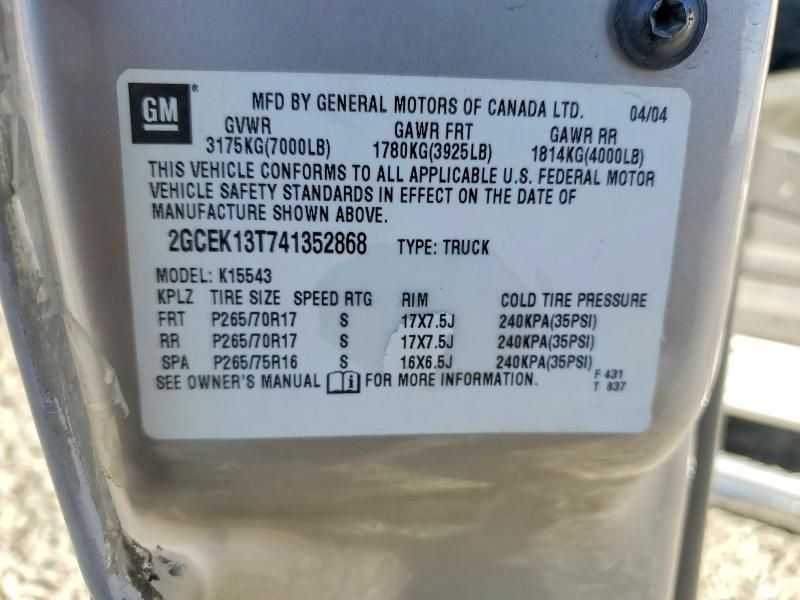 GM ®
MFD BY GENERAL MOTORS OF CANADA LTD. 04/04
GVWR GAWR FRT GAWR RR
3175KG(7000LB) 1780KG(3925LB) 1814KG(4000LB)
THIS VEHICLE CONFORMS TO ALL APPLICABLE U.S. FEDERAL MOTOR
VEHICLE SAFETY STANDARDS IN EFFECT ON THE DATE OF
MANUFACTURE SHOWN ABOVE.
2GCEK13T741352868 TYPE: TRUCK
MODEL: K15543
KPLZ TIRE SIZE SPEED RTG RIM COLD TIRE PRESSURE
FRT P265/70R17 S 17X7.5J 240KPA(35PSI)
RR P265/70R17 S 17X7.5J 240KPA(35PSI)
SPA P265/75R16 S 16X6.5J 240KPA(35PSI)
SEE OWNER'S MANUAL i FOR MORE INFORMATION.
F 431
T 837